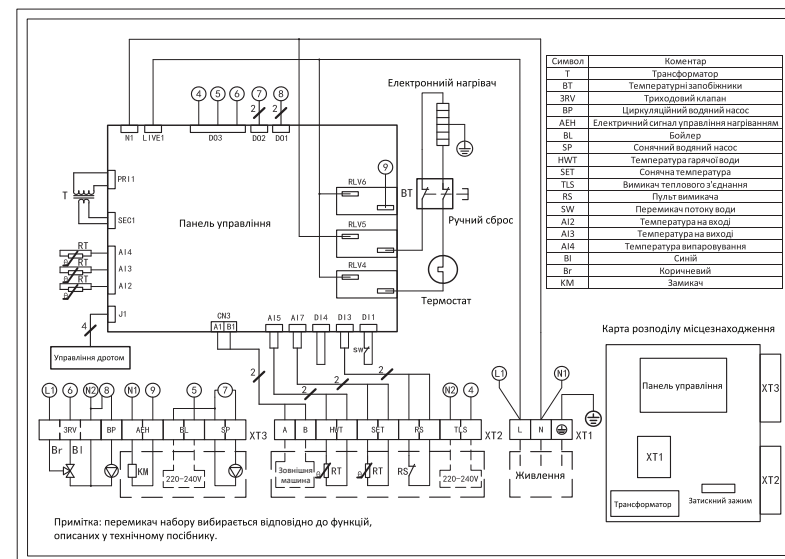 N1 LIVE1 DO3 DO2 DO1
4 5 6 7 8
2 2
PRI1
T
SEC1
Панель управління
RLV6
9
RLV5
RLV4
BT
Електронниій нагрівач
Ручний сброс
Термостат
AI4
AI3
AI2
RT
RT
RT
θ
θ
θ
J1
4
Управління дротом
CN3
A1 B1
AI5 AI7 DI4 DI3 DI1
SW
2
2
2
2
L1 6 N2 8 N1 9 5 7
3RV BP AEH BL SP XT3
Br Bl
KM
220-240V
N2 4
A B HWT SET RS TLS XT2
Зовнішня
машина
RT RT RS
θ θ
220-240V
L1 N1
L N XT1
Живлення
Символ Коментар
T Трансформатор
BT Температурні запобіжники
3RV Триходовий клапан
BP Циркуляційний водяний насос
AEH Електричний сигнал управління нагріванням
BL Бойлер
SP Сонячний водяний насос
HWT Температура гарячої води
SET Сонячна температура
TLS Вимикач теплового з'єднання
RS Пульт вимикача
SW Перемикач потоку води
AI2 Температура на вході
AI3 Температура на виході
AI4 Температура випаровування
Bl Синій
Br Коричневий
KM Замикач
Карта розподілу місцезнаходження
Панель управління
XT3
XT1
XT2
Трансформатор
Затискний зажим
Примітка: перемикач набору вибирається відповідно до функцій,
описаних у технічному посібнику.